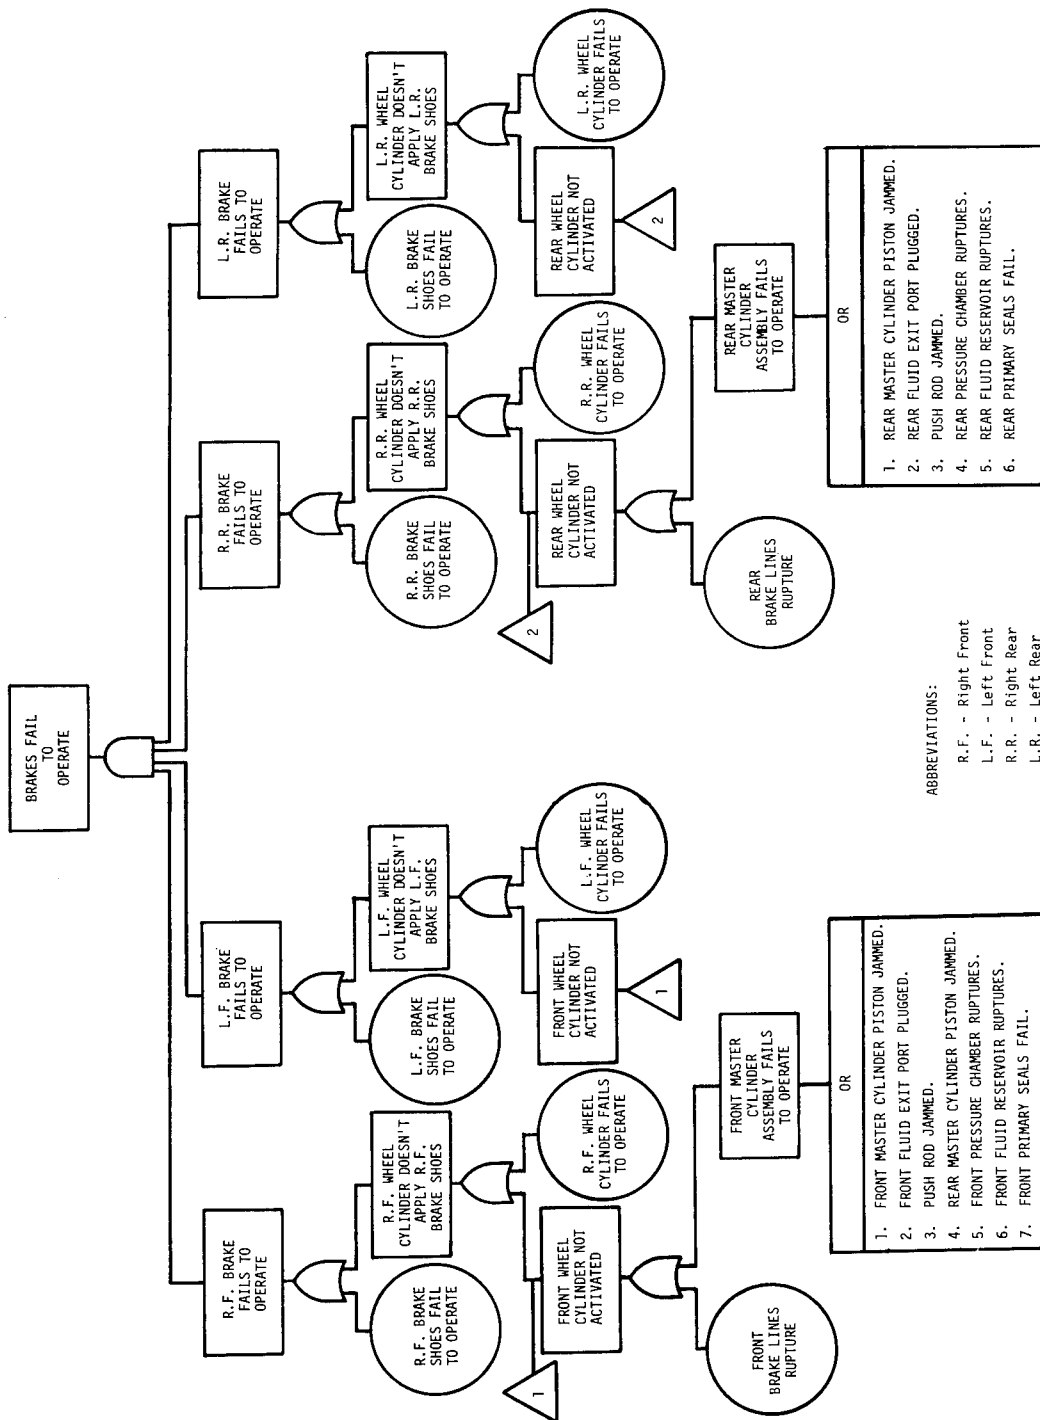 BRAKES FAIL
TO
OPERATE
R.F. BRAKE
FAILS TO
OPERATE
L.F. BRAKE
FAILS TO
OPERATE
R.R. BRAKE
FAILS TO
OPERATE
L.R. BRAKE
FAILS TO
OPERATE
R.F. BRAKE
SHOES FAIL
TO OPERATE
R.F. WHEEL
CYLINDER DOESN'T
APPLY R.F.
BRAKE SHOES
L.F. BRAKE
SHOES FAIL
TO OPERATE
L.F. WHEEL
CYLINDER DOESN'T
APPLY L.F.
BRAKE SHOES
R.R. BRAKE
SHOES FAIL
TO OPERATE
R.R. WHEEL
CYLINDER DOESN'T
APPLY R.R.
BRAKE SHOES
L.R. BRAKE
SHOES FAIL
TO OPERATE
L.R. WHEEL
CYLINDER DOESN'T
APPLY L.R.
BRAKE SHOES
1
FRONT WHEEL
CYLINDER NOT
ACTIVATED
R.F. WHEEL
CYLINDER FAILS
TO OPERATE
FRONT WHEEL
CYLINDER NOT
ACTIVATED
L.F. WHEEL
CYLINDER FAILS
TO OPERATE
2
REAR WHEEL
CYLINDER NOT
ACTIVATED
R.R. WHEEL
CYLINDER FAILS
TO OPERATE
REAR WHEEL
CYLINDER NOT
ACTIVATED
L.R. WHEEL
CYLINDER FAILS
TO OPERATE
1
2
FRONT
BRAKE LINES
RUPTURE
FRONT MASTER
CYLINDER
ASSEMBLY FAILS
TO OPERATE
REAR
BRAKE LINES
RUPTURE
REAR MASTER
CYLINDER
ASSEMBLY FAILS
TO OPERATE
OR
1. FRONT MASTER CYLINDER PISTON JAMMED.
2. FRONT FLUID EXIT PORT PLUGGED.
3. PUSH ROD JAMMED.
4. REAR MASTER CYLINDER PISTON JAMMED.
5. FRONT PRESSURE CHAMBER RUPTURES.
6. FRONT FLUID RESERVOIR RUPTURES.
7. FRONT PRIMARY SEALS FAIL.
ABBREVIATIONS:
R.F. - Right Front
L.F. - Left Front
R.R. - Right Rear
L.R. - Left Rear
OR
1. REAR MASTER CYLINDER PISTON JAMMED.
2. REAR FLUID EXIT PORT PLUGGED.
3. PUSH ROD JAMMED.
4. REAR PRESSURE CHAMBER RUPTURES.
5. REAR FLUID RESERVOIR RUPTURES.
6. REAR PRIMARY SEALS FAIL.